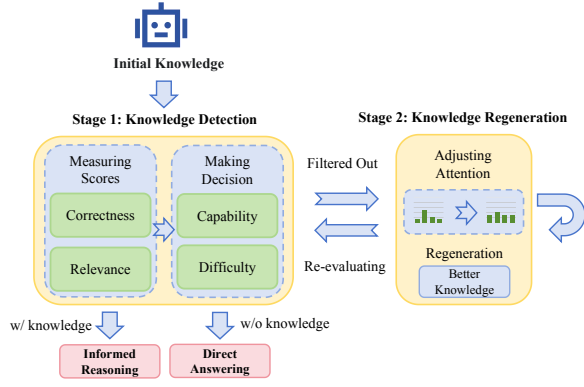 Initial Knowledge
Stage 1: Knowledge Detection
Measuring
Scores
Correctness
Relevance
Making
Decision
Capability
Difficulty
Filtered Out
Re-evaluating
Stage 2: Knowledge Regeneration
Adjusting
Attention
Regeneration
Better
Knowledge
w/ knowledge
w/o knowledge
Informed
Reasoning
Direct
Answering